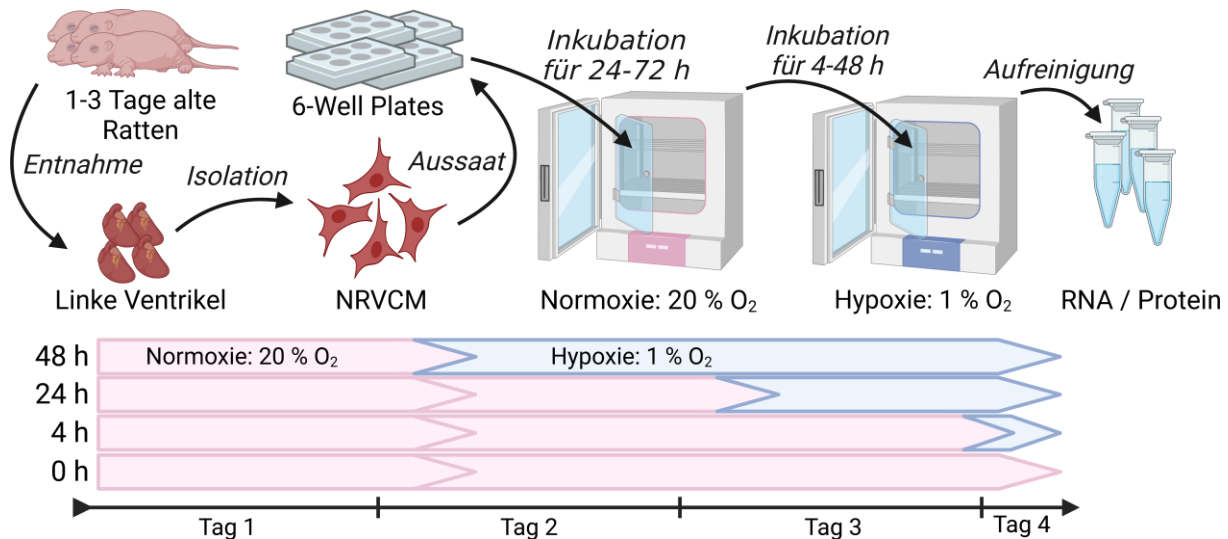 1-3 Tage alte
Ratten
Entnahme
Linke Ventrikel
Isolation
NRVCM
Aussaat
6-Well Plates
Inkubation
für 24-72 h
Normoxie: 20 % O₂
Inkubation
für 4-48 h
Hypoxie: 1 % O₂
Aufreinigung
RNA / Protein
48 h
Normoxie: 20 % O₂
Hypoxie: 1 % O₂
24 h
4 h
0 h
Tag 1
Tag 2
Tag 3
Tag 4